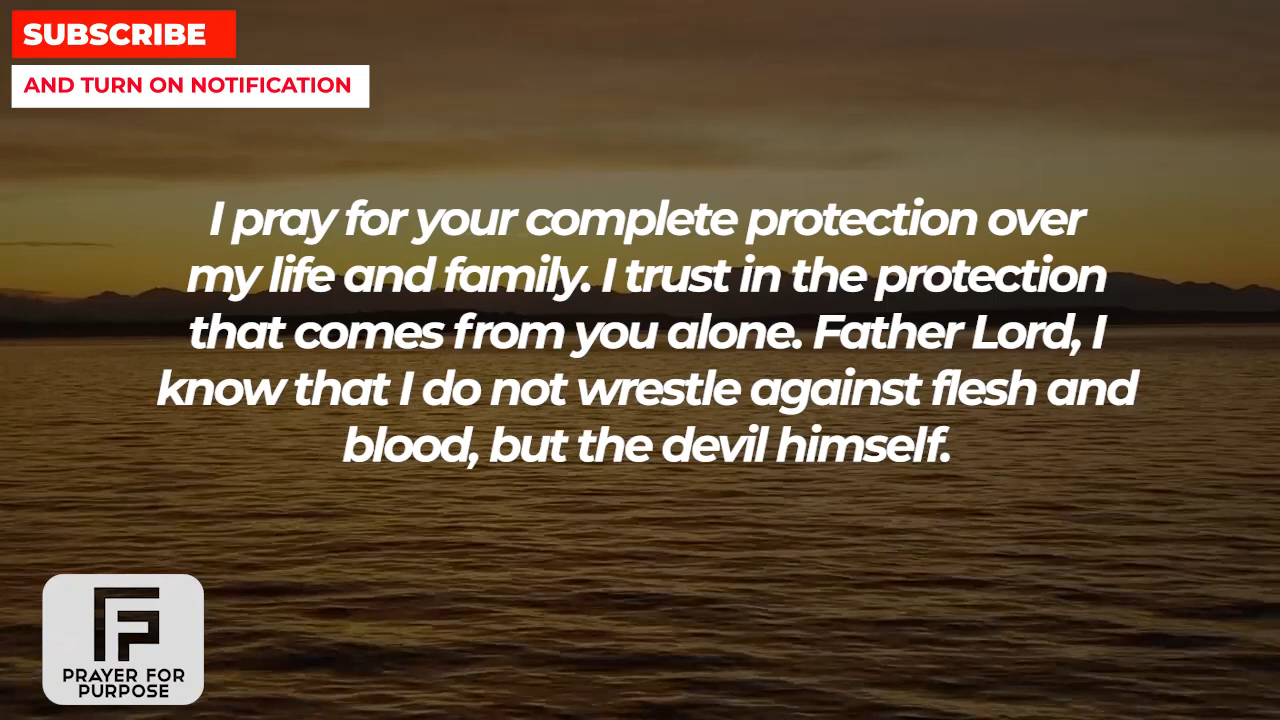 SUBSCRIBE
AND TURN ON NOTIFICATION
I pray for your complete protection over
my life and family. I trust in the protection
that comes from you alone. Father Lord, I
know that I do not wrestle against flesh and
blood, but the devil himself.
PRAYER FOR
PURPOSE